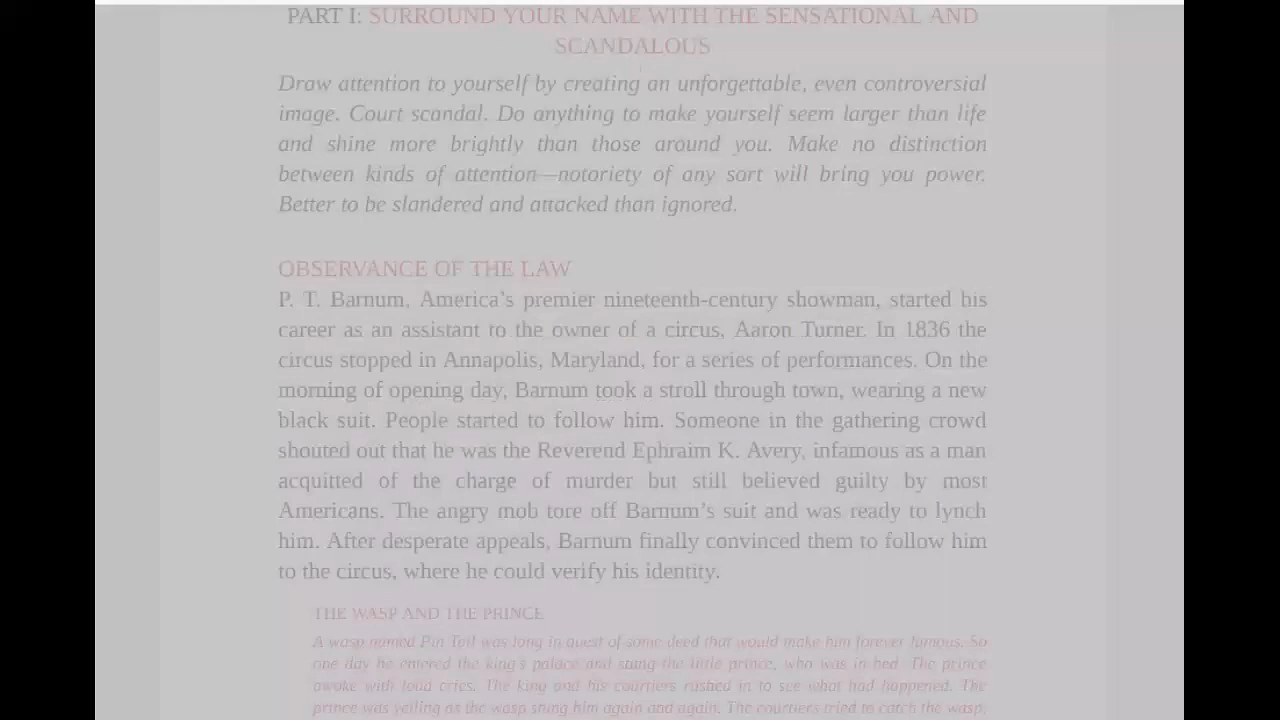 PART I: SURROUND YOUR NAME WITH THE SENSATIONAL AND
SCANDALOUS
Draw attention to yourself by creating an unforgettable, even controversial
image. Court scandal. Do anything to make yourself seem larger than life
and shine more brightly than those around you. Make no distinction
between kinds of attention—notoriety of any sort will bring you power.
Better to be slandered and attacked than ignored.
OBSERVANCE OF THE LAW
P. T. Barnum, America’s premier nineteenth-century showman, started his
career as an assistant to the owner of a circus, Aaron Turner. In 1836 the
circus stopped in Annapolis, Maryland, for a series of performances. On the
morning of opening day, Barnum took a stroll through town, wearing a new
black suit. People started to follow him. Someone in the gathering crowd
shouted out that he was the Reverend Ephraim K. Avery, infamous as a man
acquitted of the charge of murder but still believed guilty by most
Americans. The angry mob tore off Barnum’s suit and was ready to lynch
him. After desperate appeals, Barnum finally convinced them to follow him
to the circus, where he could verify his identity.
THE WASP AND THE PRINCE
A wasp named Pin Tail was long in quest of some deed that would make him forever famous. So
one day he entered the king’s palace and stung the little prince, who was in bed. The prince
awoke with loud cries. The king and his courtiers rushed in to see what had happened. The
prince was yelling as the wasp stung him again and again. The courtiers tried to catch the wasp,